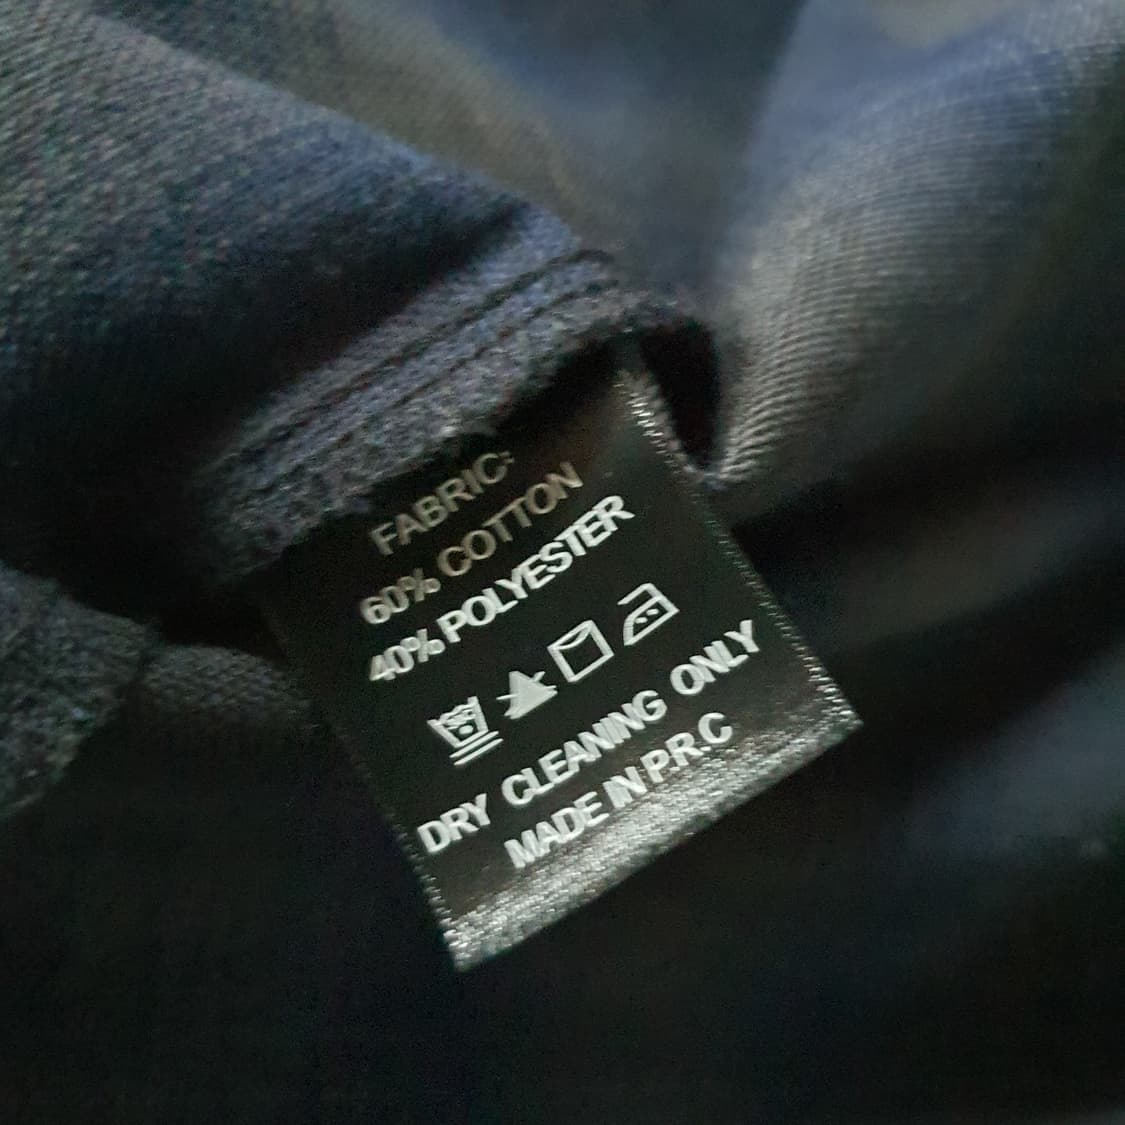 FABRIC:
60% COTTON
40% POLYESTER
DRY CLEANING ONLY
MADE IN P.R.C